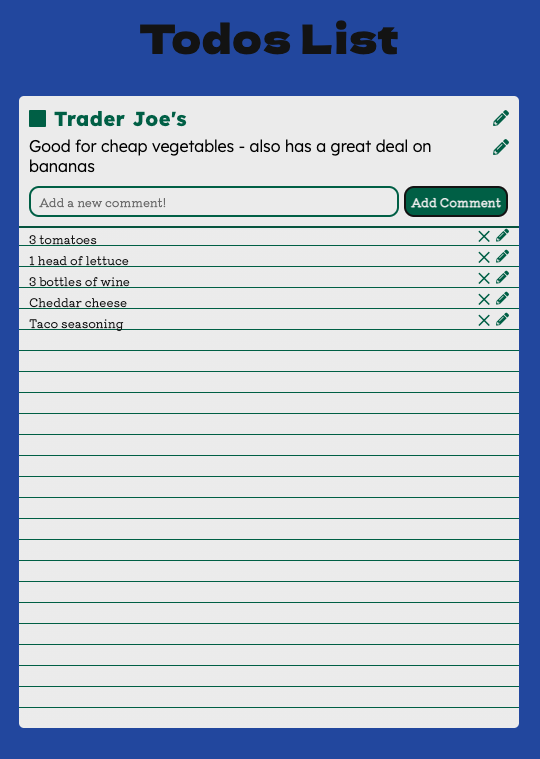 Todos List
Trader Joe's
Good for cheap vegetables - also has a great deal on
bananas
Add a new comment!
Add Comment
3 tomatoes
1 head of lettuce
3 bottles of wine
Cheddar cheese
Taco seasoning